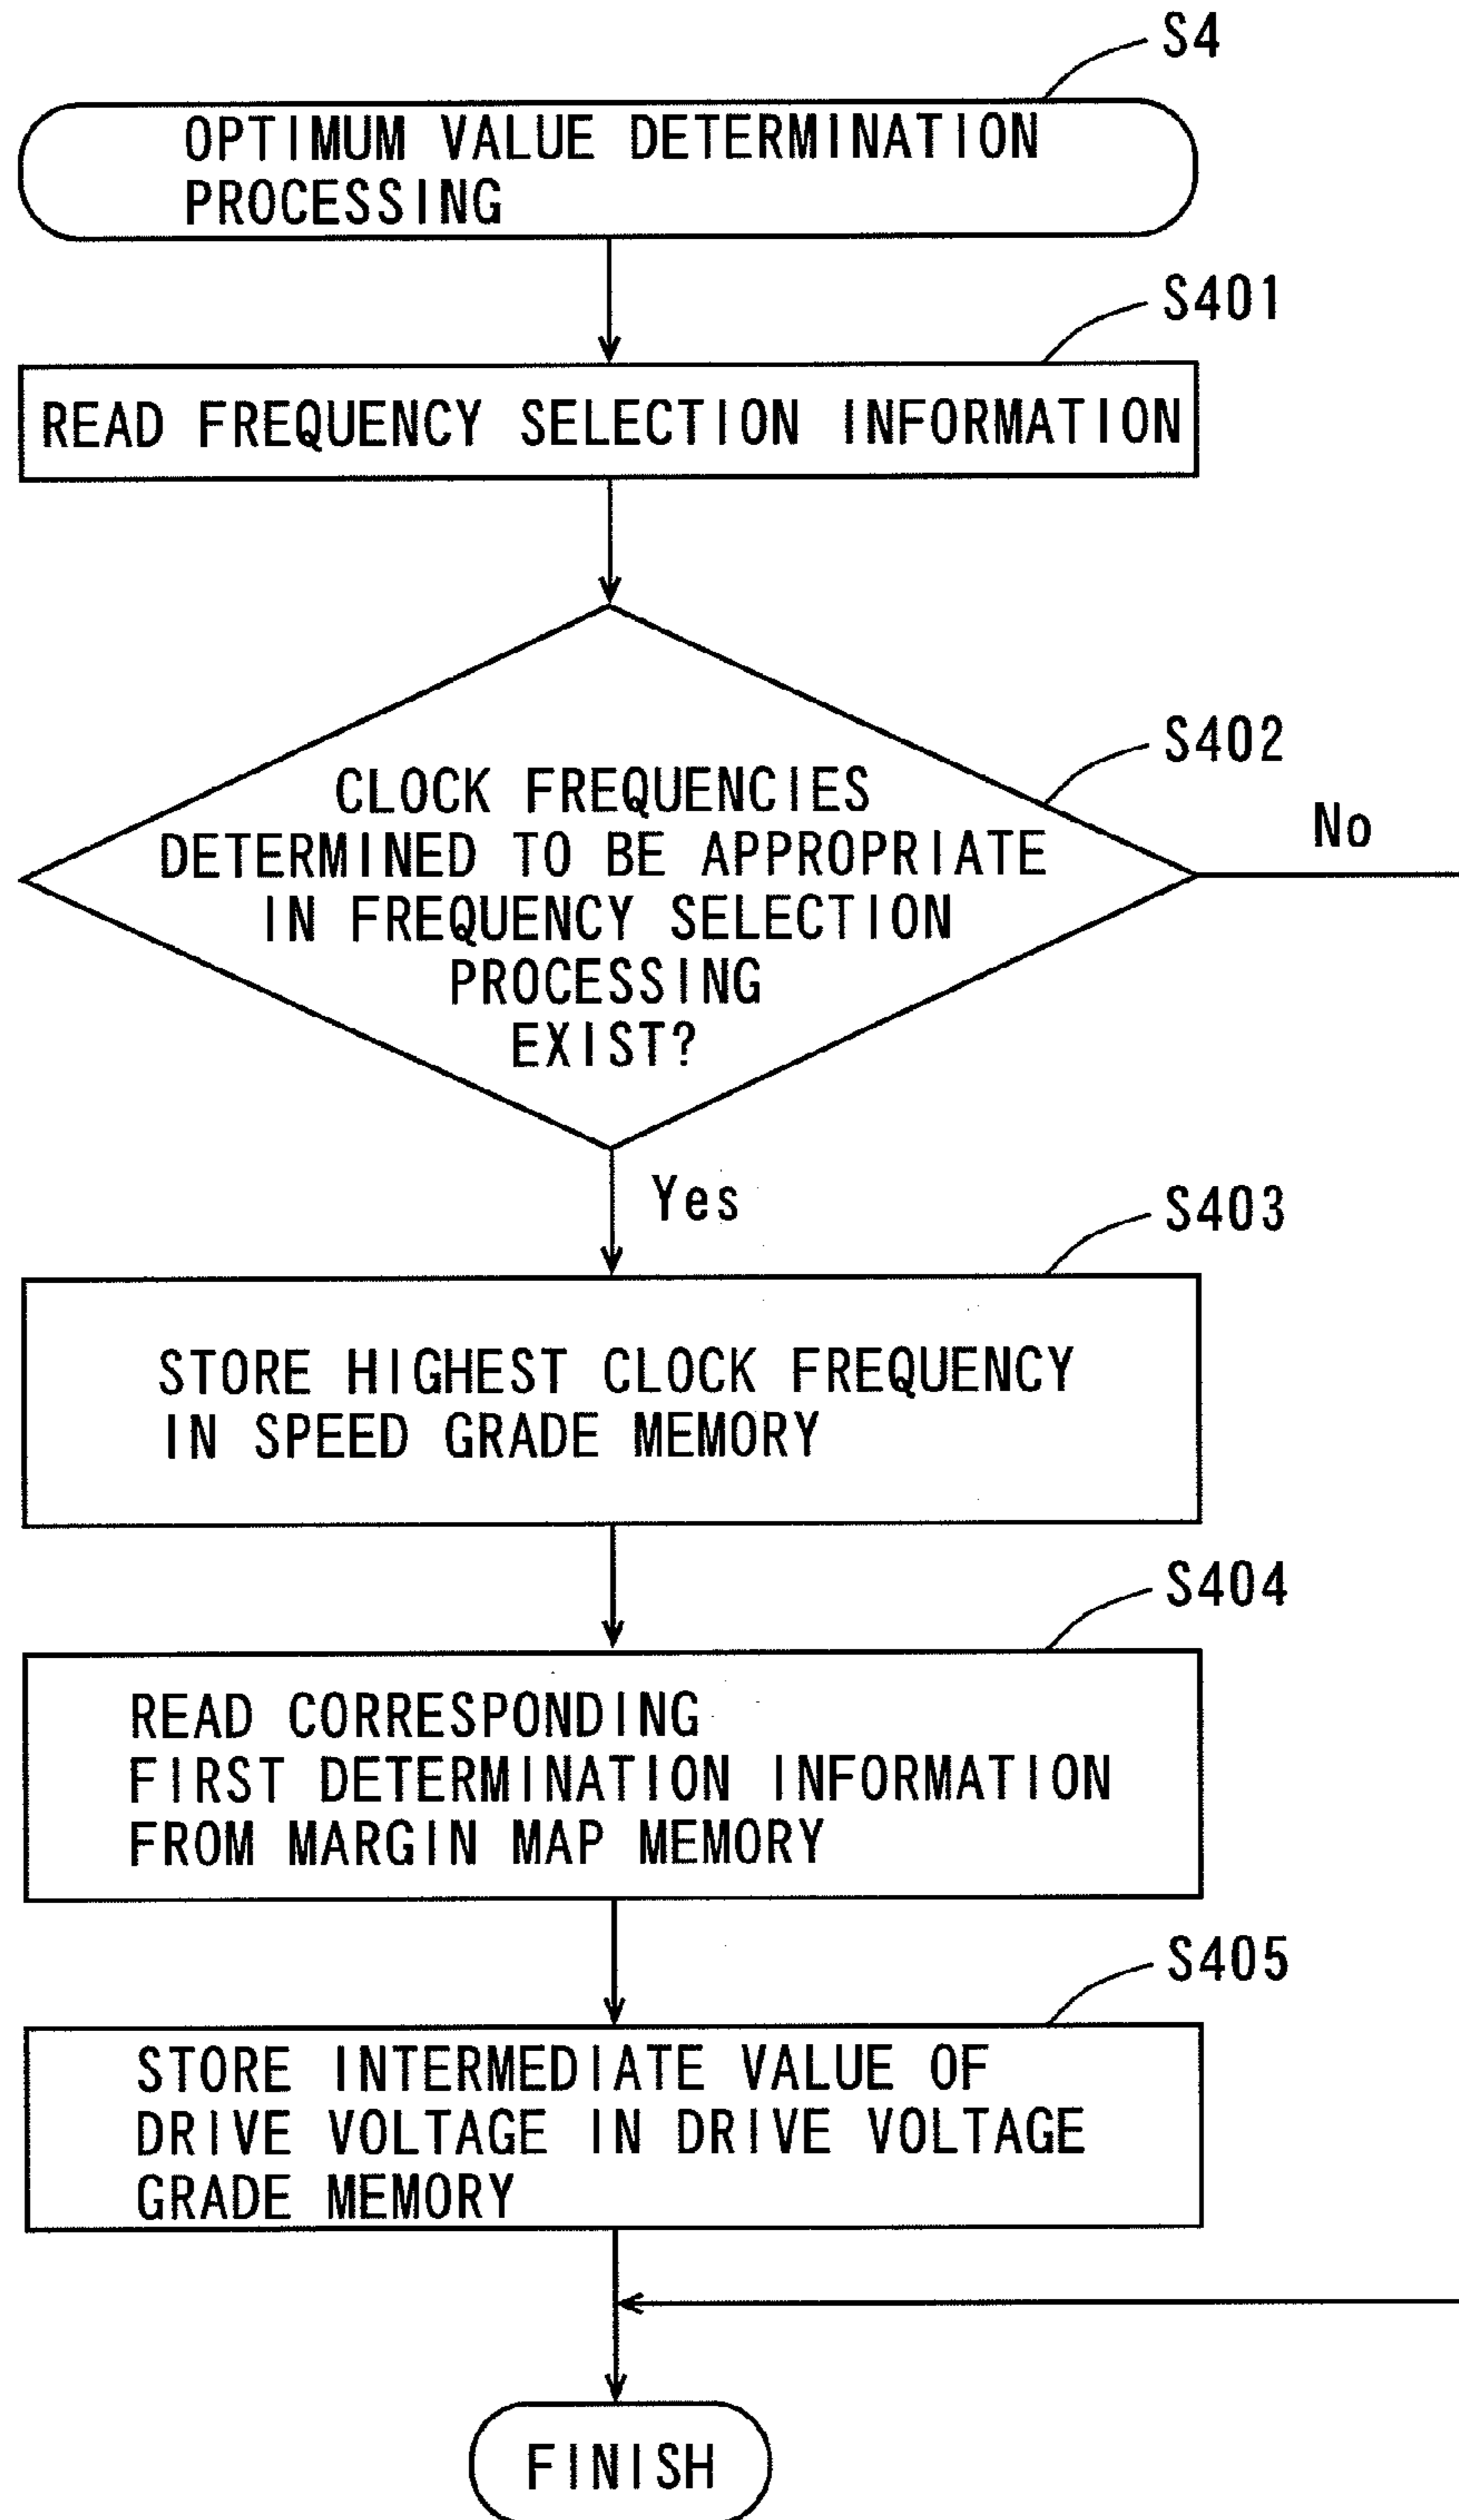 S4
OPTIMUM VALUE DETERMINATION
PROCESSING
S401
READ FREQUENCY SELECTION INFORMATION
S402
CLOCK FREQUENCIES
DETERMINED TO BE APPROPRIATE
IN FREQUENCY SELECTION
PROCESSING
EXIST?
No
Yes
S403
STORE HIGHEST CLOCK FREQUENCY
IN SPEED GRADE MEMORY
S404
READ CORRESPONDING
FIRST DETERMINATION INFORMATION
FROM MARGIN MAP MEMORY
S405
STORE INTERMEDIATE VALUE OF
DRIVE VOLTAGE IN DRIVE VOLTAGE
GRADE MEMORY
FINISH